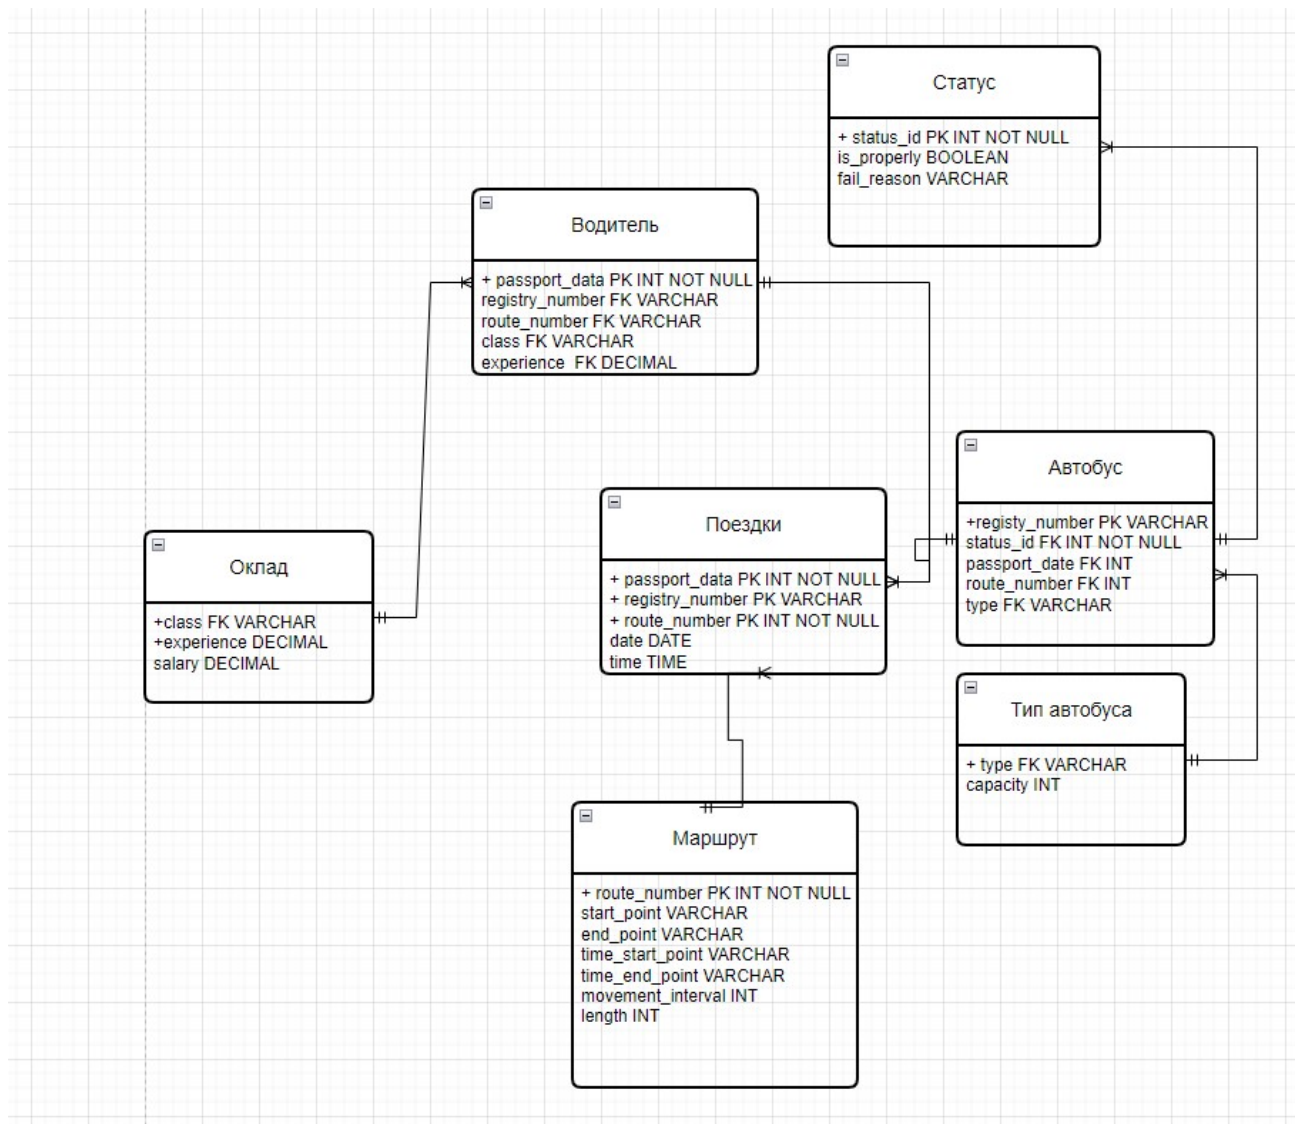 Статус
+ status_id PK INT NOT NULL
is_properly BOOLEAN
fail_reason VARCHAR
Водитель
+ passport_data PK INT NOT NULL
registry_number FK VARCHAR
route_number FK VARCHAR
class FK VARCHAR
experience FK DECIMAL
Автобус
+registy_number PK VARCHAR
status_id FK INT NOT NULL
passport_date FK INT
route_number FK INT
type FK VARCHAR
Поездки
+ passport_data PK INT NOT NULL
+ registry_number PK VARCHAR
+ route_number PK INT NOT NULL
date DATE
time TIME
Оклад
+class FK VARCHAR
+experience DECIMAL
salary DECIMAL
Тип автобуса
+ type FK VARCHAR
capacity INT
Маршрут
+ route_number PK INT NOT NULL
start_point VARCHAR
end_point VARCHAR
time_start_point VARCHAR
time_end_point VARCHAR
movement_interval INT
length INT